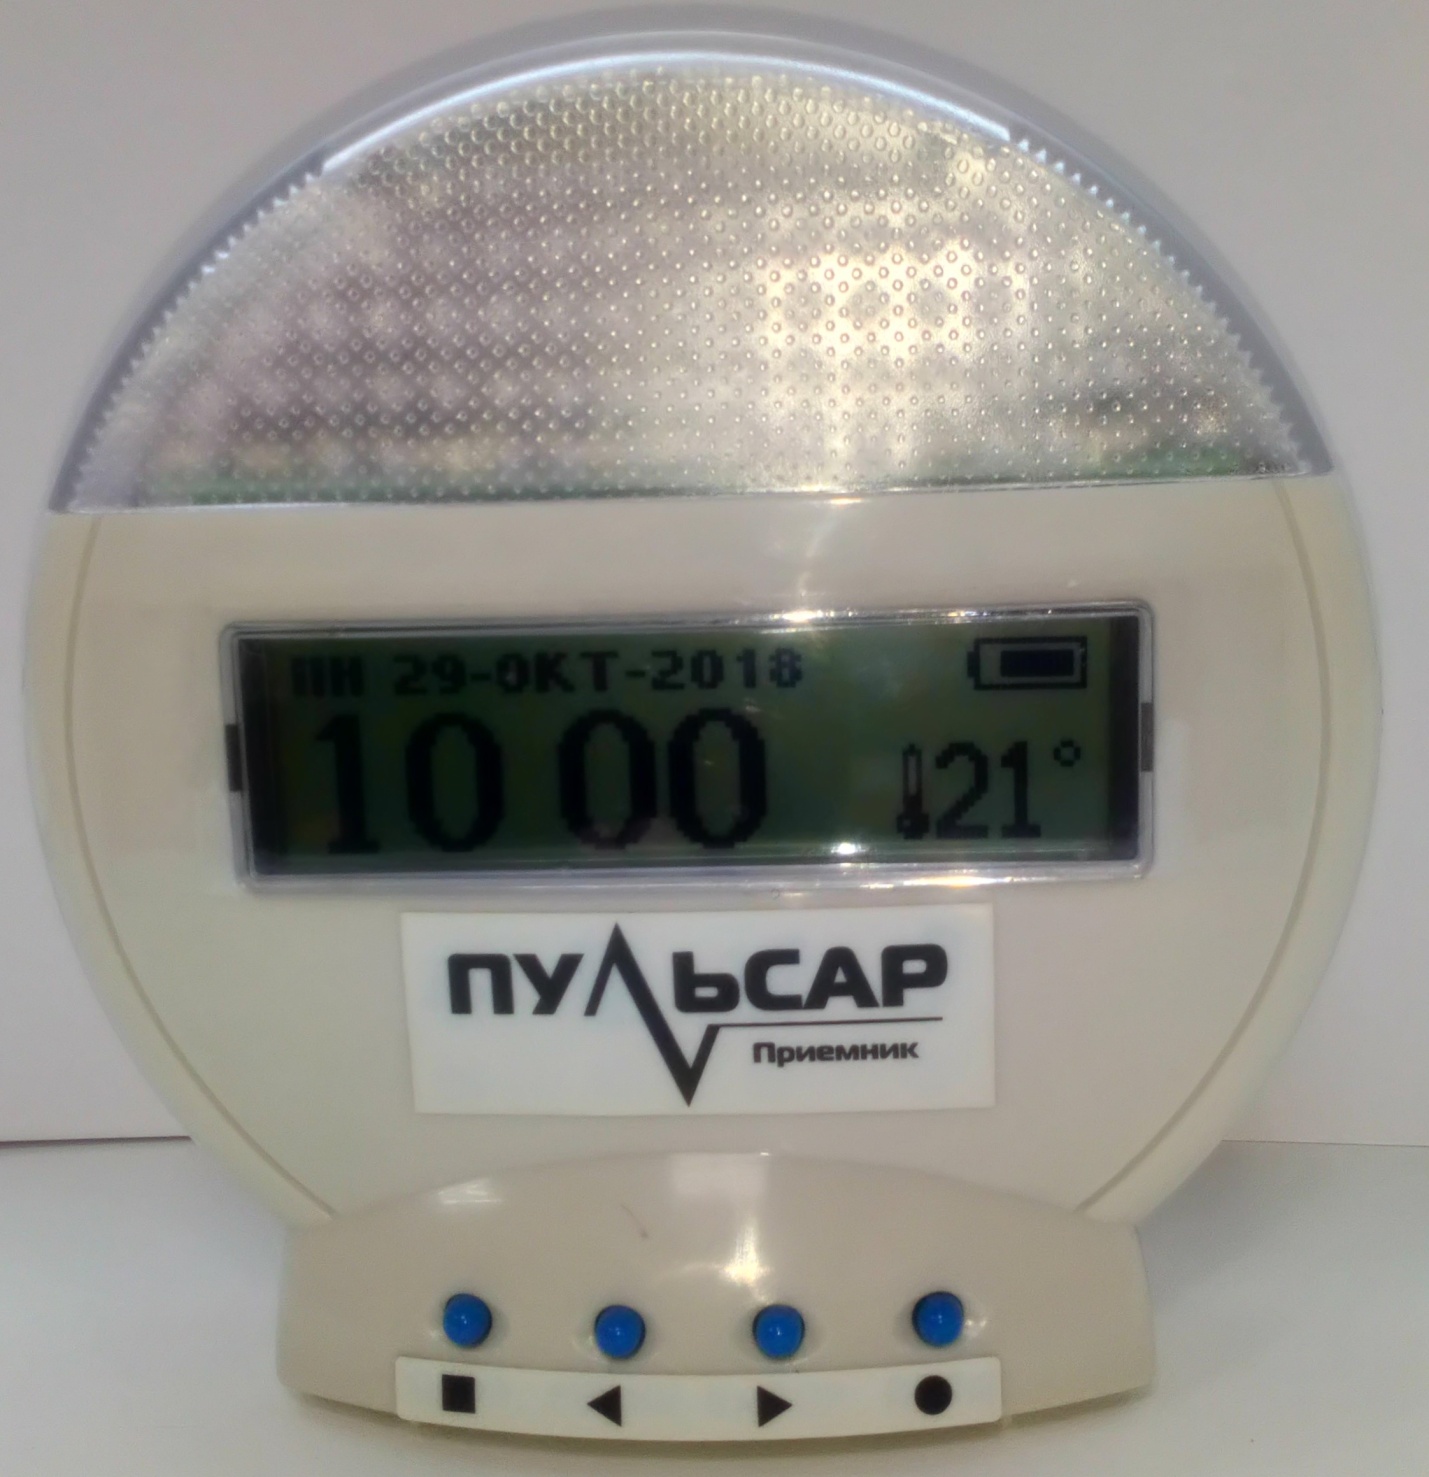 ПН 29-ОКТ-2018
10 00
21°
ПУЛЬСАР
Приемник